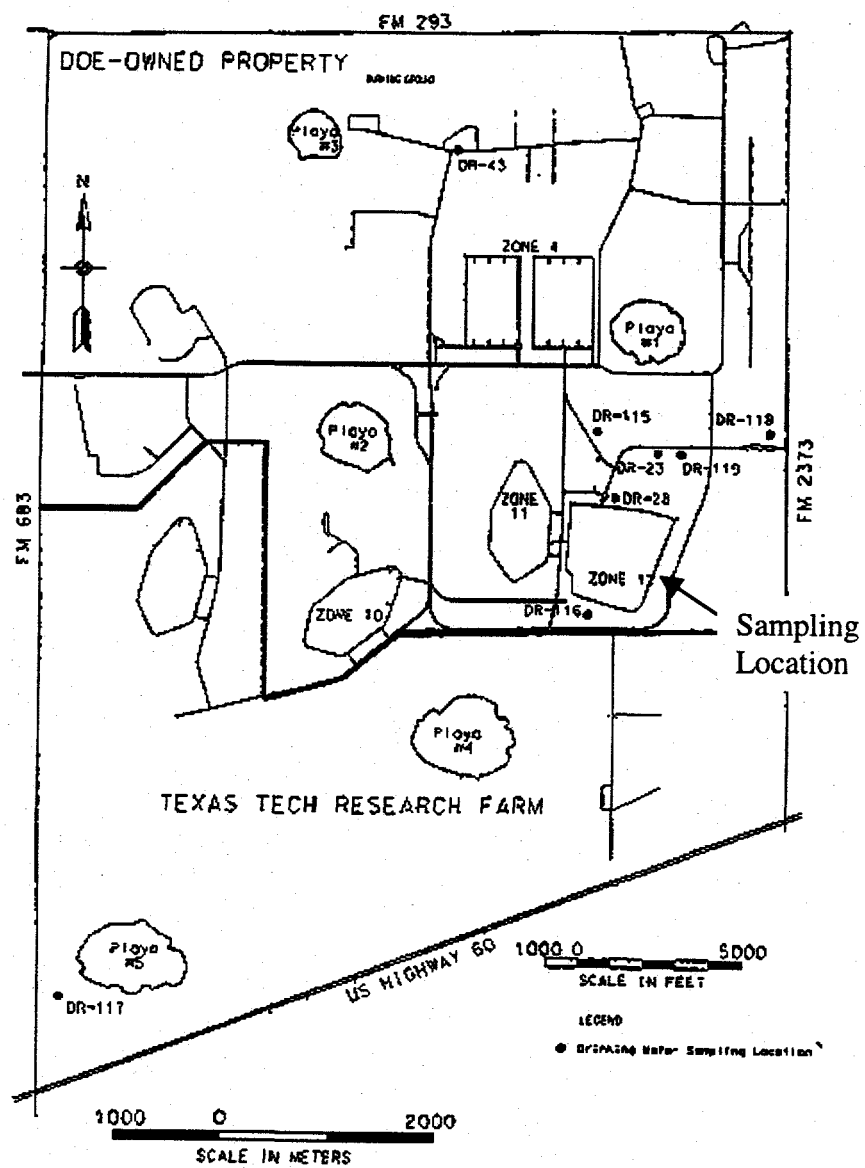 FM 293
DOE-OWNED PROPERTY
BURNING GROUND
Playa
#3
DR-43
N
ZONE 4
Playa
#1
DR-115
DR-118
Playa
#2
DR-23
DR-119
ZONE
11
DR-28
FM 683
FM 2373
ZONE 12
ZONE 10
DR-116
Sampling
Location
Playa
#4
TEXAS TECH RESEARCH FARM
Playa
#5
US HIGHWAY 60
1000 0 5000
SCALE IN FEET
DR-117
LEGEND
Drinking Water Sampling Location
1000 0 2000
SCALE IN METERS